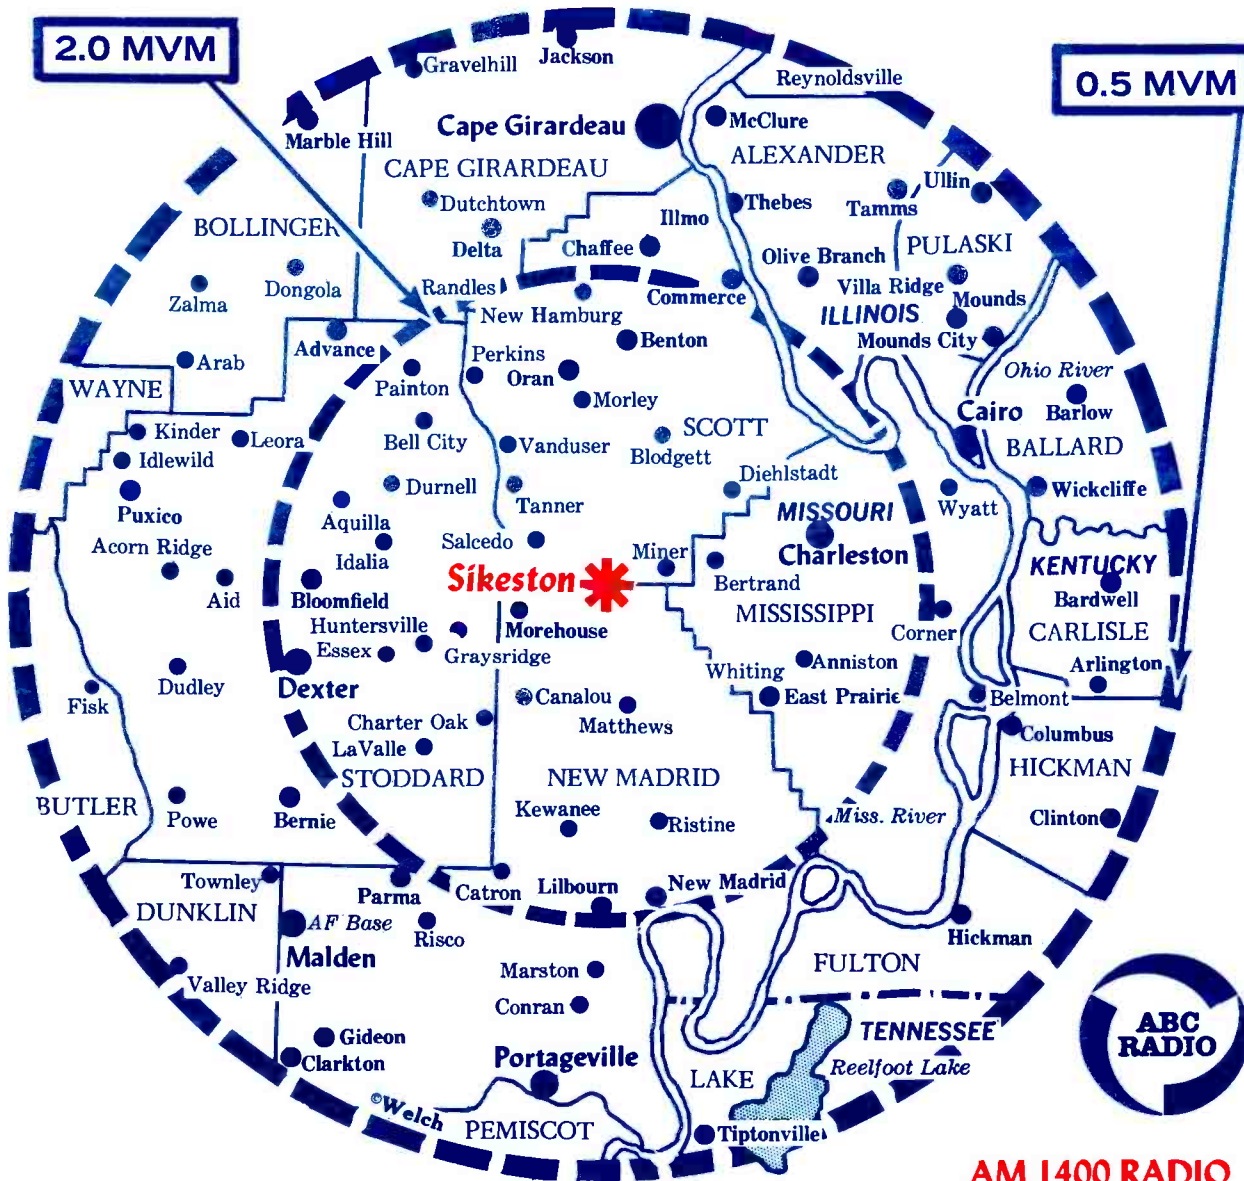 2.0 MVM
0.5 MVM
Gravelhill
Jackson
Reynoldsville
Marble Hill
Cape Girardeau
McClure
CAPE GIRARDEAU
ALEXANDER
Ullin
Dutchtown
Thebes
Tamms
Illmo
BOLLINGER
Delta
Chaffee
Olive Branch
PULASKI
Zalma
Dongola
Randles
Commerce
Villa Ridge
Mounds
New Hamburg
ILLINOIS
Advance
Benton
Mounds City
Arab
Perkins
Ohio River
WAYNE
Painton
Oran
Morley
Cairo
Barlow
Kinder
Leora
Bell City
Vanduser
SCOTT
BALLARD
Idlewild
Blodgett
Diehlstadt
Durnell
Tanner
Wyatt
Wickcliffe
Puxico
Aquilla
MISSOURI
Acorn Ridge
Idalia
Salcedo
Miner
Charleston
KENTUCKY
Sikeston
Aid
Bloomfield
Bertrand
Bardwell
Huntersville
Morehouse
MISSISSIPPI
Corner
CARLISLE
Essex
Graysridge
Whiting
Anniston
Arlington
Dudley
Dexter
Fisk
Canalou
East Prairie
Belmont
Charter Oak
Matthews
Columbus
LaValle
STODDARD
NEW MADRID
HICKMAN
BUTLER
Powe
Bernie
Kewanee
Ristine
Miss. River
Clinton
Townley
Parma
Catron
Lilbourn
New Madrid
DUNKLIN
AF Base
Risco
Hickman
Malden
Marston
FULTON
Valley Ridge
Conran
TENNESSEE
ABC
RADIO
Gideon
Clarkton
Portageville
LAKE
Reelfoot Lake
©Welch
PEMISCOT
Tiptonville
AM 1400 RADIO